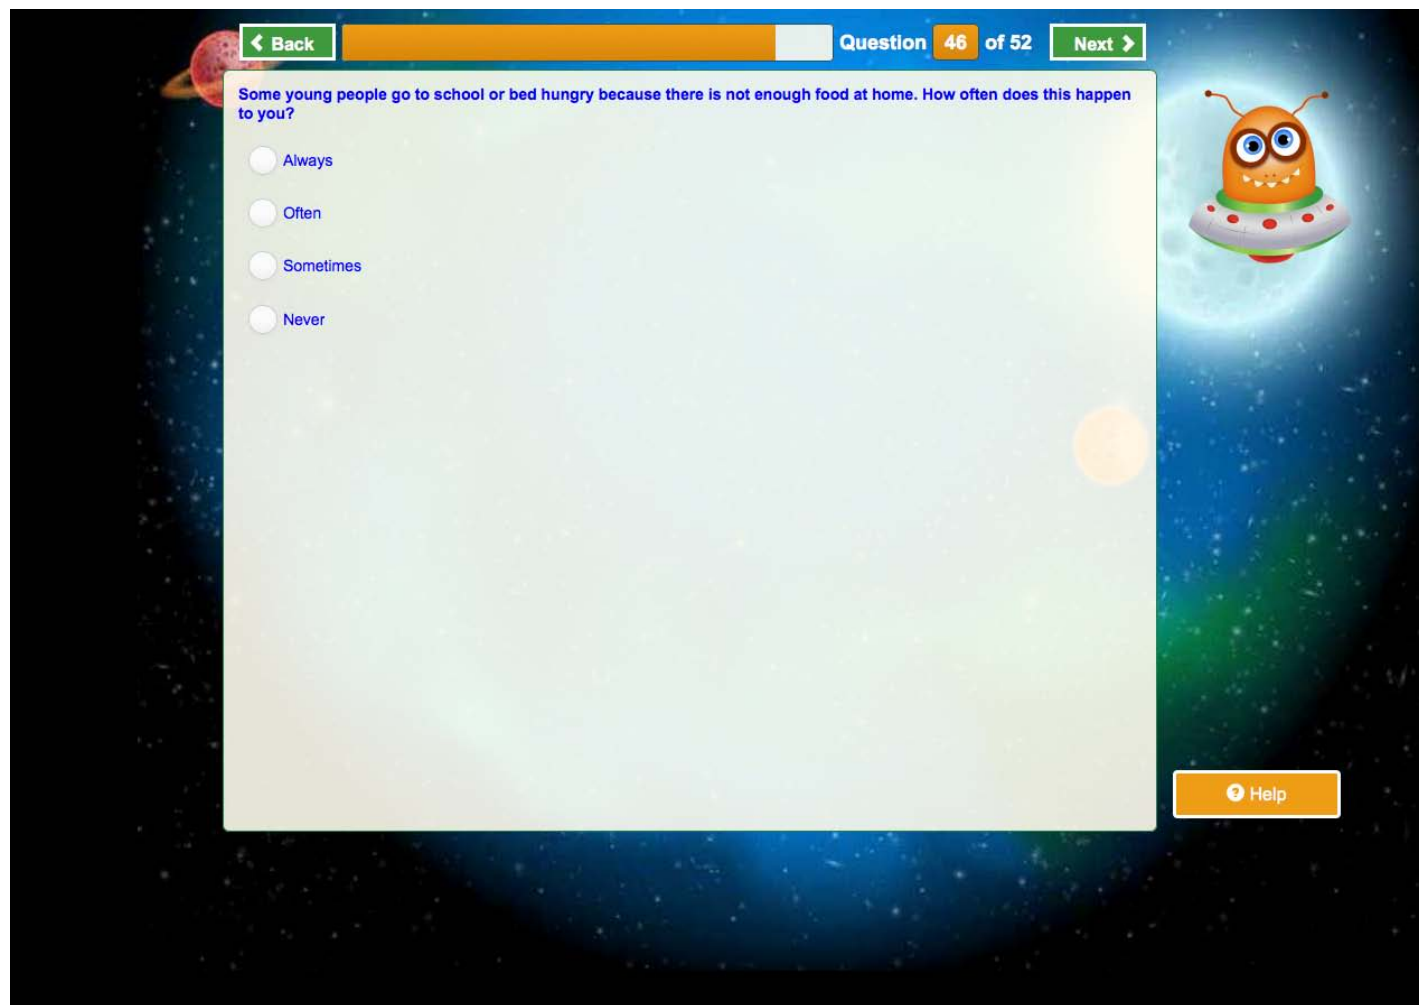 Back
Question 46 of 52
Next
Some young people go to school or bed hungry because there is not enough food at home. How often does this happen
to you?
Always
Often
Sometimes
Never
Help